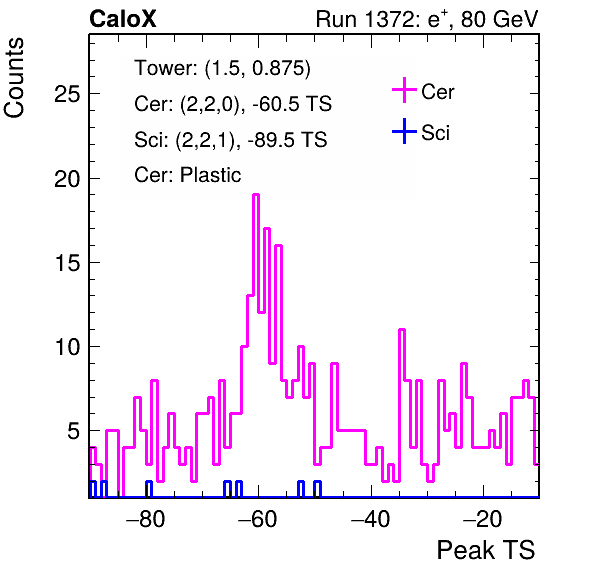 CaloX Run 1372: e⁺, 80 GeV
Counts
Tower: (1.5, 0.875)
Cer: (2,2,0), -60.5 TS
Sci: (2,2,1), -89.5 TS
Cer: Plastic
Cer
Sci
25
20
15
10
5
−80 −60 −40 −20
Peak TS